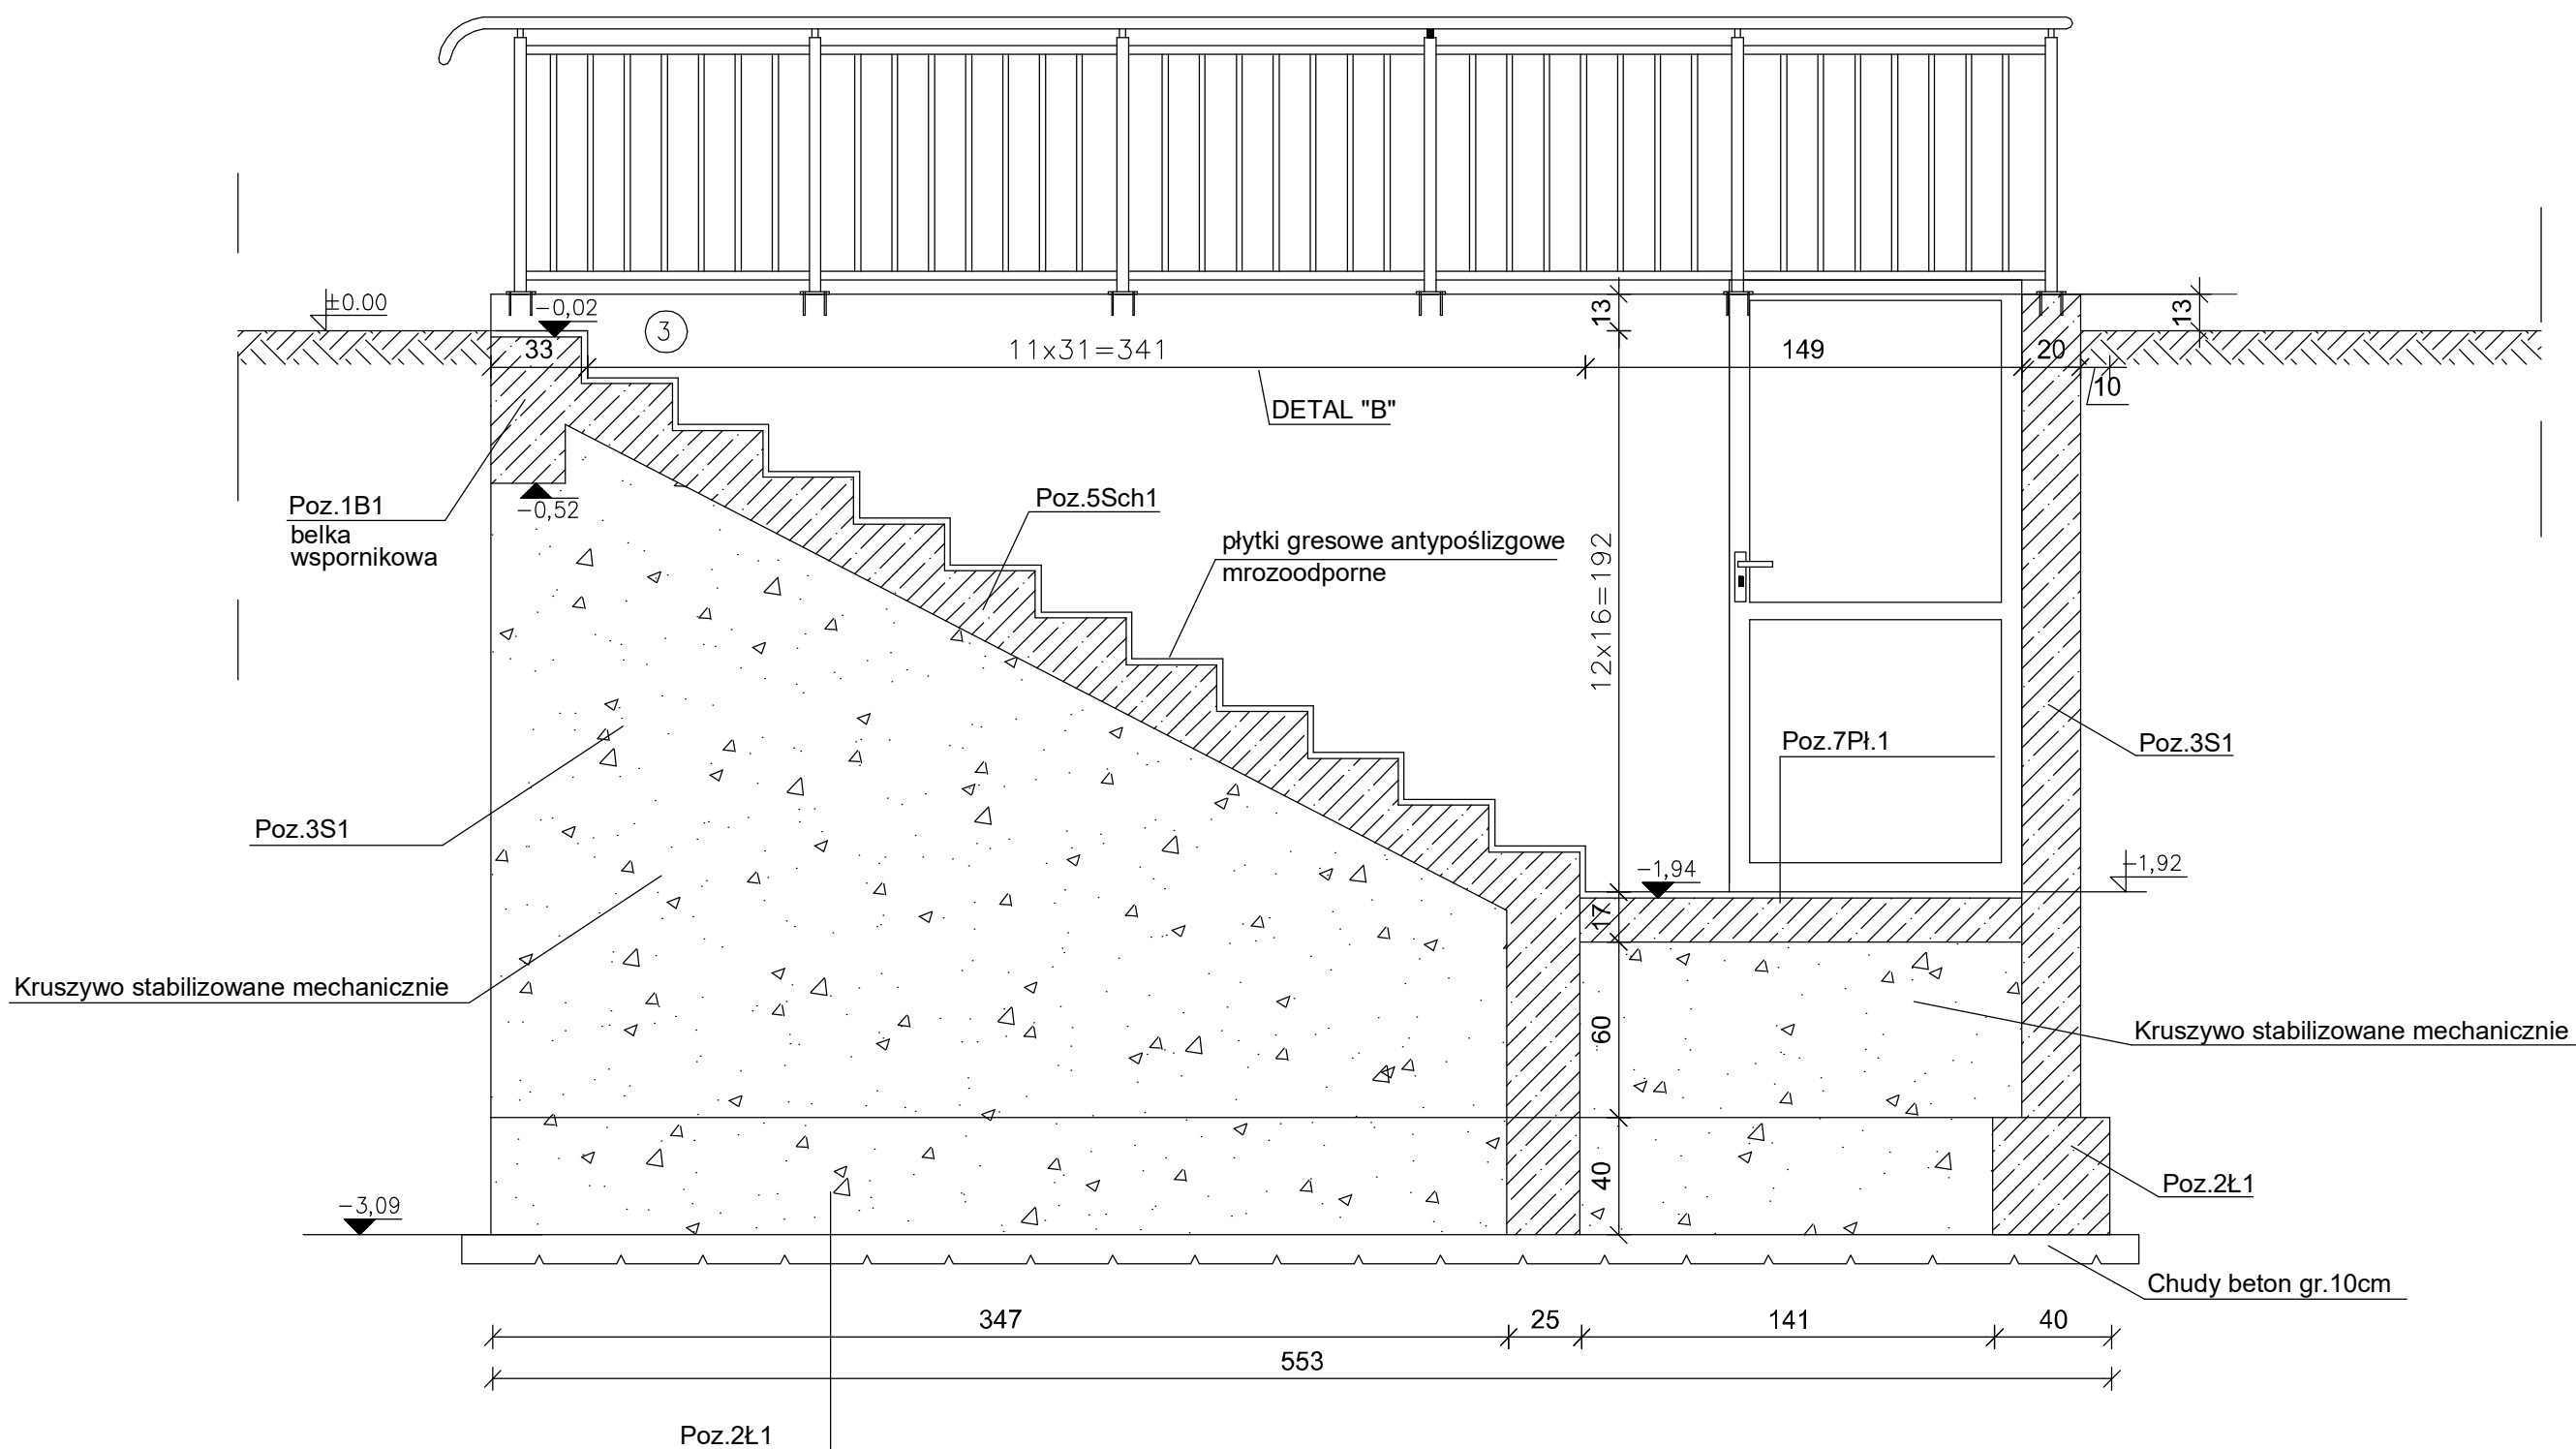 ±0.00
−0,02
3
13
13
33
11x31=341
149
20
10
DETAL "B"
Poz.1B1
belka
wspornikowa
−0,52
Poz.5Sch1
płytki gresowe antypoślizgowe
mrozoodporne
12x16=192
Poz.7Pł.1
Poz.3S1
Poz.3S1
−1,94
−1,92
17
Kruszywo stabilizowane mechanicznie
60
Kruszywo stabilizowane mechanicznie
40
Poz.2Ł1
−3,09
Chudy beton gr.10cm
347
25
141
40
553
Poz.2Ł1